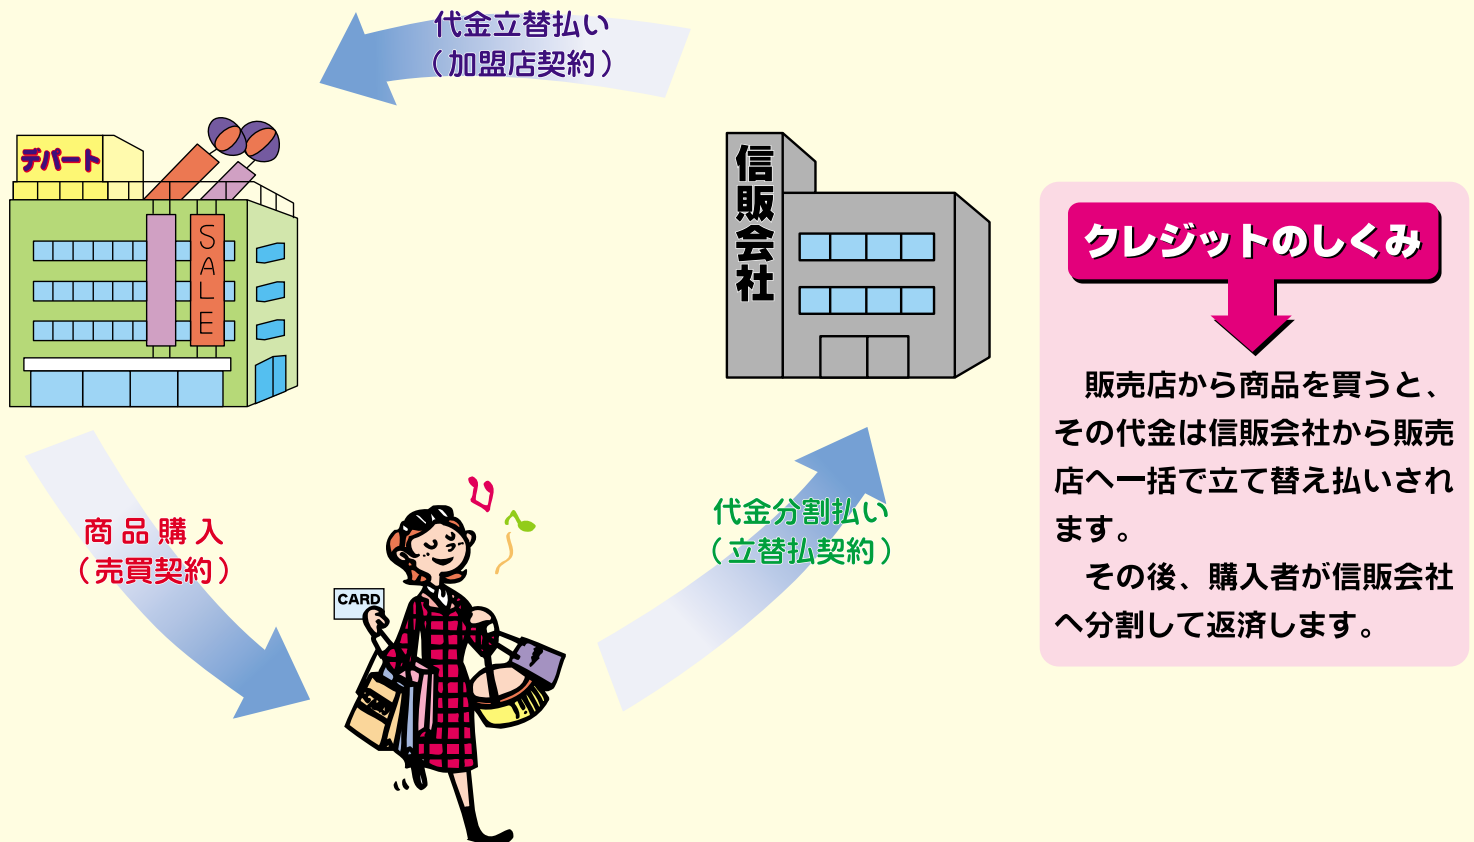 代金立替払い
（加盟店契約）
デパート
SALE
信販会社
クレジットのしくみ
販売店から商品を買うと、
その代金は信販会社から販売
店へ一括で立て替え払いされ
ます。
その後、購入者が信販会社
へ分割して返済します。
商品購入
（売買契約）
代金分割払い
（立替払契約）
CARD